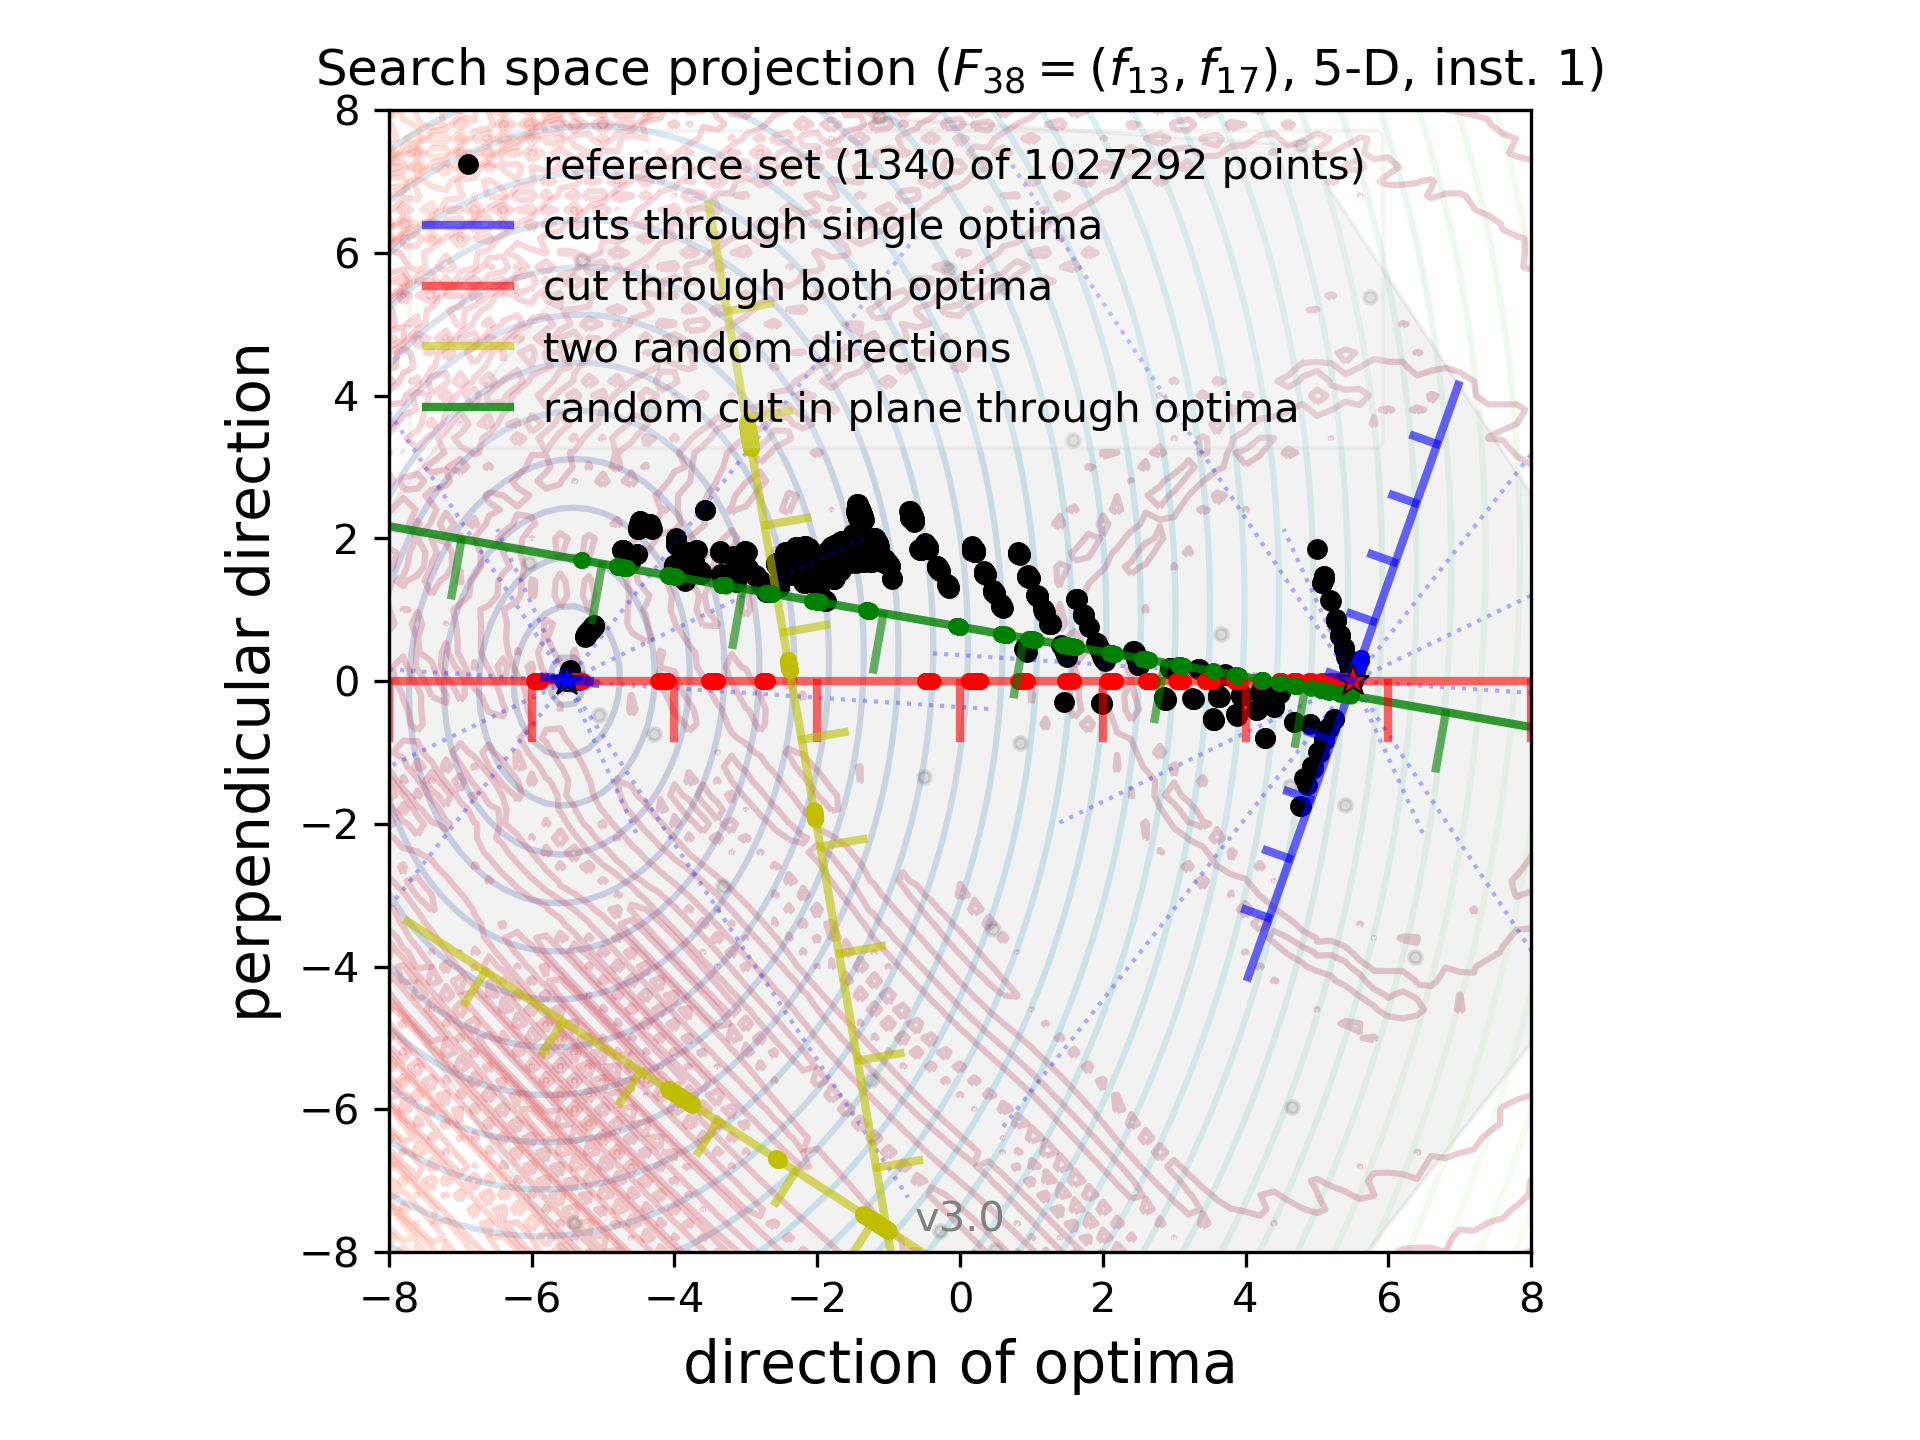 Search space projection (F₃₈ = (f₁₃, f₁₇), 5-D, inst. 1)
8
6
4
2
0
−2
−4
−6
−8
perpendicular direction
reference set (1340 of 1027292 points)
cuts through single optima
cut through both optima
two random directions
random cut in plane through optima
v3.0
−8 −6 −4 −2 0 2 4 6 8
direction of optima